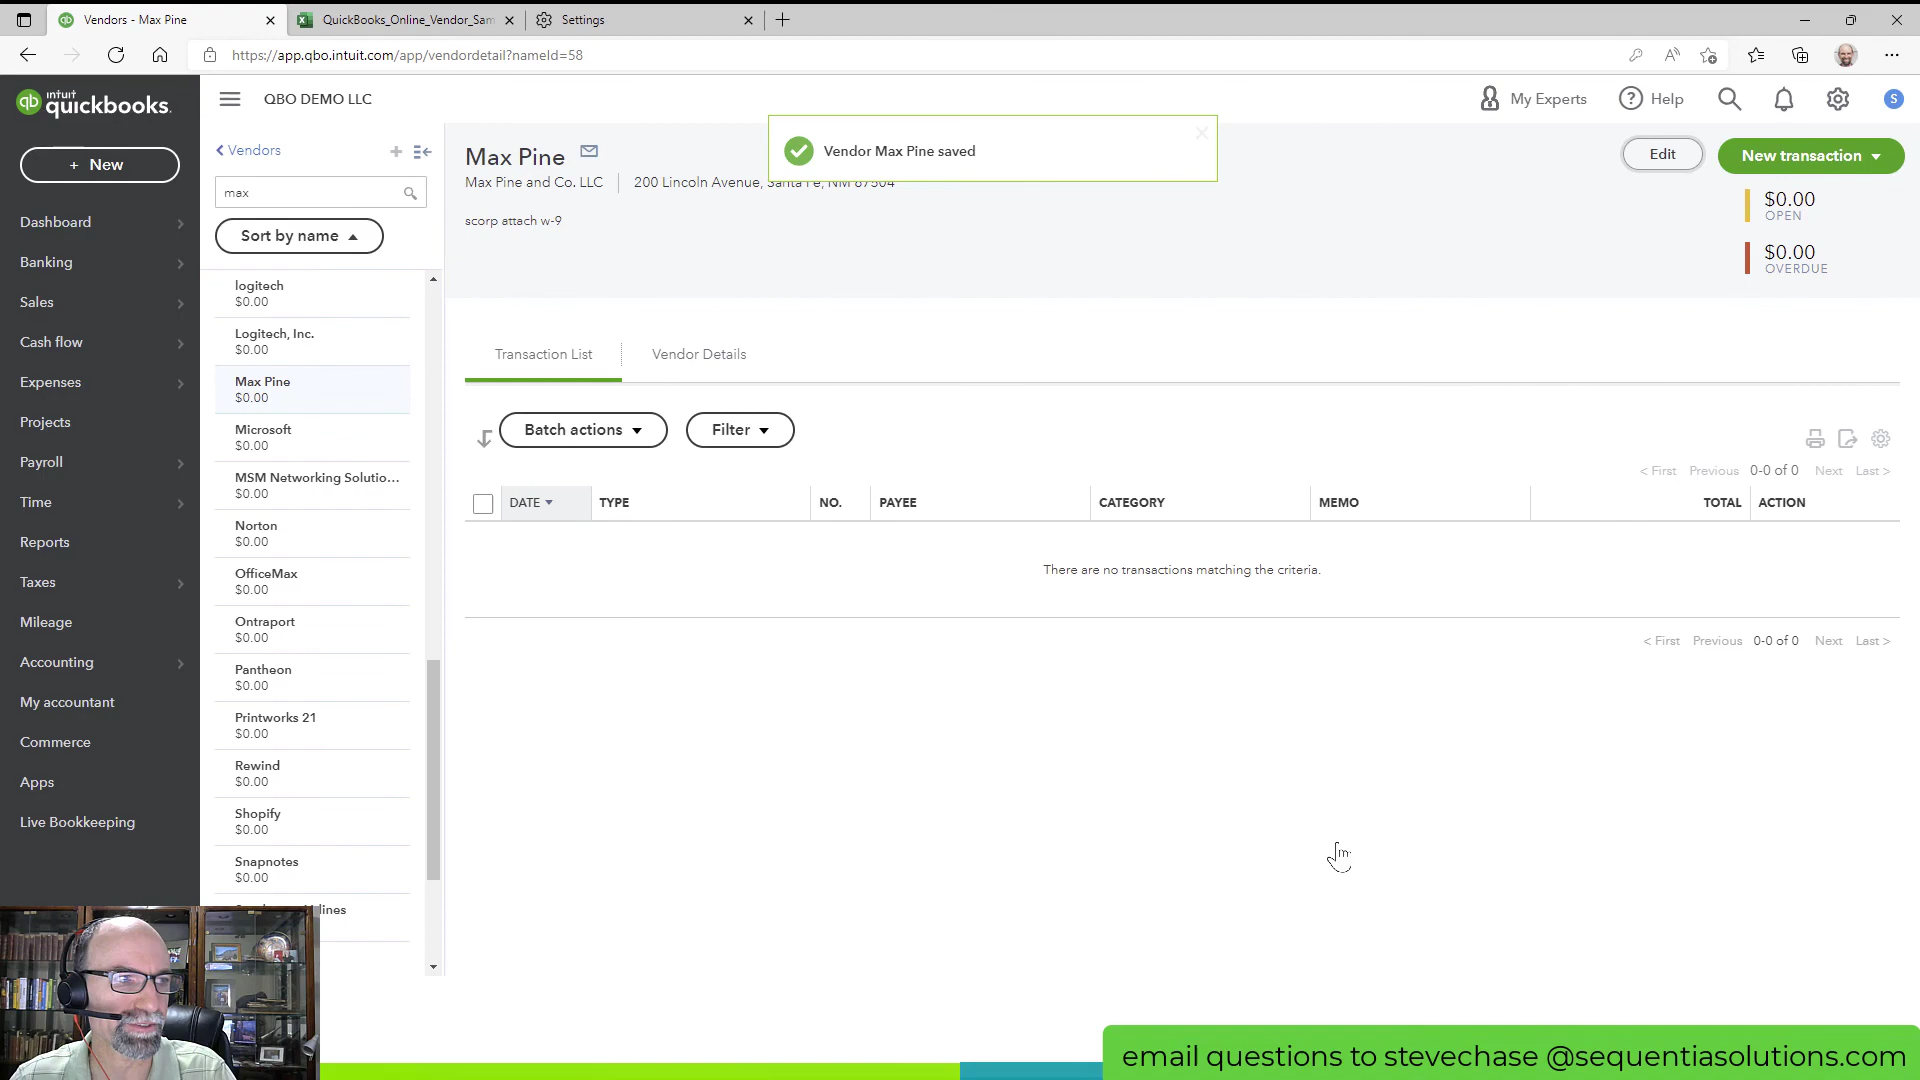 Vendors - Max Pine
QuickBooks_Online_Vendor_Sam
Settings
https://app.qbo.intuit.com/app/vendordetail?nameId=58
intuit quickbooks.
QBO DEMO LLC
My Experts
Help
S
+ New
Dashboard
Banking
Sales
Cash flow
Expenses
Projects
Payroll
Time
Reports
Taxes
Mileage
Accounting
My accountant
Commerce
Apps
Live Bookkeeping
Vendors
max
Sort by name
logitech
$0.00
Logitech, Inc.
$0.00
Max Pine
$0.00
Microsoft
$0.00
MSM Networking Solutio...
$0.00
Norton
$0.00
OfficeMax
$0.00
Ontraport
$0.00
Pantheon
$0.00
Printworks 21
$0.00
Rewind
$0.00
Shopify
$0.00
Snapnotes
$0.00
Max Pine
Max Pine and Co. LLC
200 Lincoln Avenue, Santa Fe, NM 87504
scorp attach w-9
Vendor Max Pine saved
Edit
New transaction
$0.00
OPEN
$0.00
OVERDUE
Transaction List
Vendor Details
Batch actions
Filter
< First Previous 0-0 of 0 Next Last >
DATE TYPE NO. PAYEE CATEGORY MEMO TOTAL ACTION
There are no transactions matching the criteria.
< First Previous 0-0 of 0 Next Last >
email questions to stevechase @sequentiasolutions.com